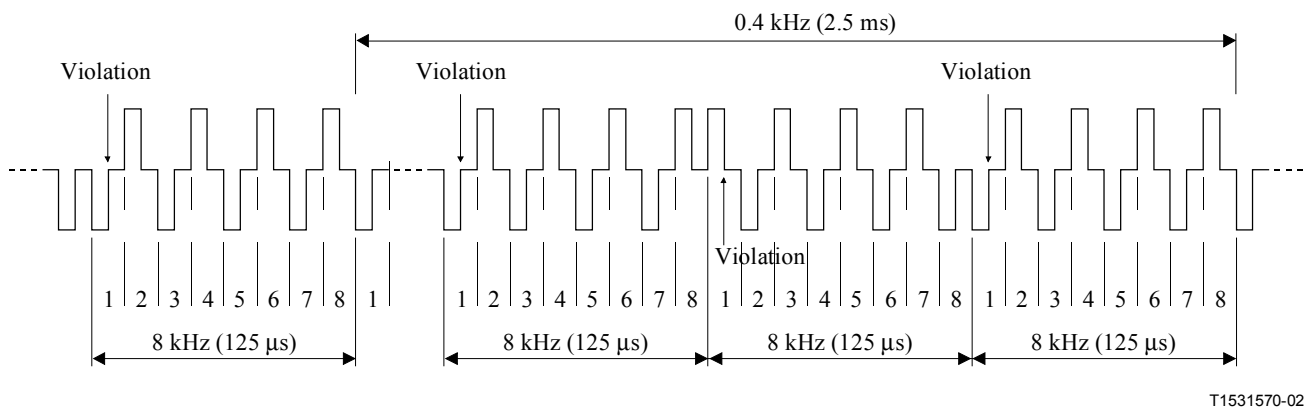 0.4 kHz (2.5 ms)
Violation Violation Violation
Violation
1 2 3 4 5 6 7 8 1 1 2 3 4 5 6 7 8 1 2 3 4 5 6 7 8 1 2 3 4 5 6 7 8
8 kHz (125 μs) 8 kHz (125 μs) 8 kHz (125 μs) 8 kHz (125 μs)
T1531570-02